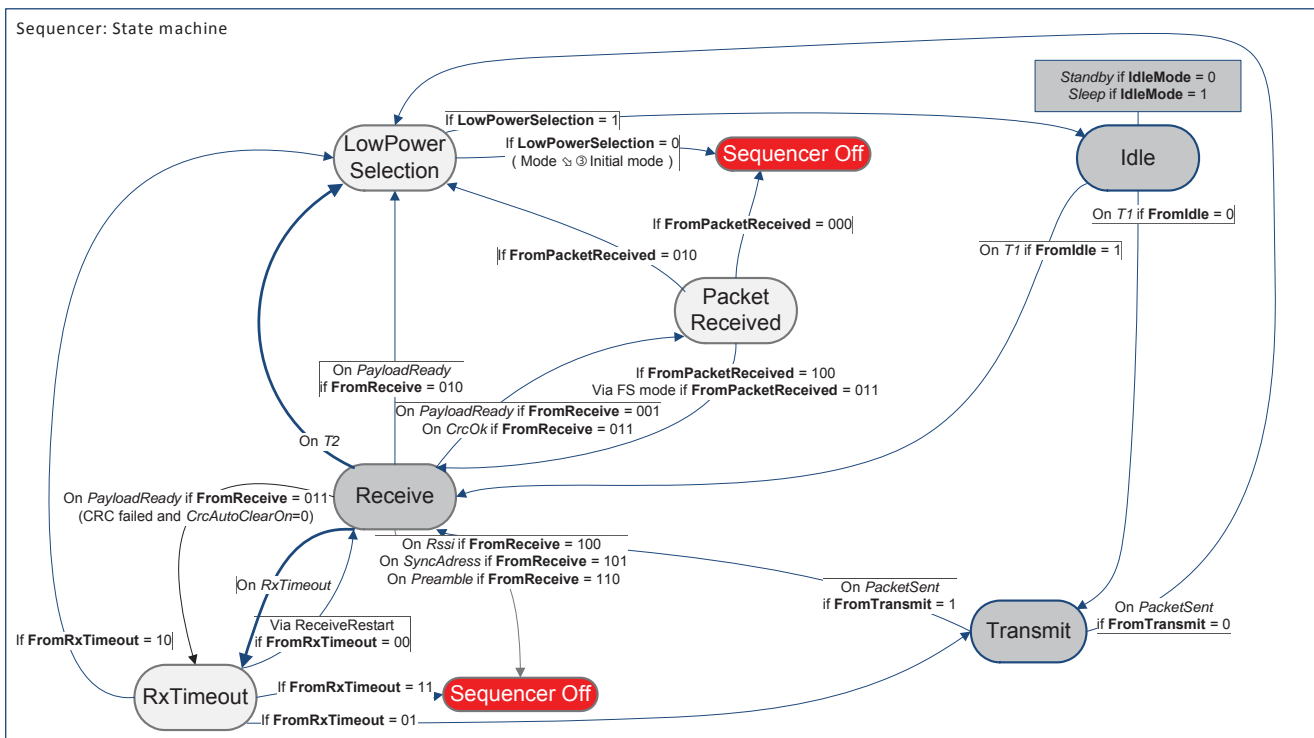 Sequencer: State machine
Standby if IdleMode = 0
Sleep if IdleMode = 1
If LowPowerSelection = 1
LowPower
Selection
If LowPowerSelection = 0
( Mode ⇘ ③ Initial mode )
Sequencer Off
Idle
On T1 if FromIdle = 0
If FromPacketReceived = 000
On T1 if FromIdle = 1
If FromPacketReceived = 010
Packet
Received
On PayloadReady
if FromReceive = 010
If FromPacketReceived = 100
Via FS mode if FromPacketReceived = 011
On PayloadReady if FromReceive = 001
On CrcOk if FromReceive = 011
On T2
Receive
On PayloadReady if FromReceive = 011
(CRC failed and CrcAutoClearOn=0)
On Rssi if FromReceive = 100
On SyncAdress if FromReceive = 101
On Preamble if FromReceive = 110
On RxTimeout
On PacketSent
if FromTransmit = 1
Via ReceiveRestart
if FromRxTimeout = 00
On PacketSent
if FromTransmit = 0
Transmit
If FromRxTimeout = 10
RxTimeout
If FromRxTimeout = 11
Sequencer Off
If FromRxTimeout = 01